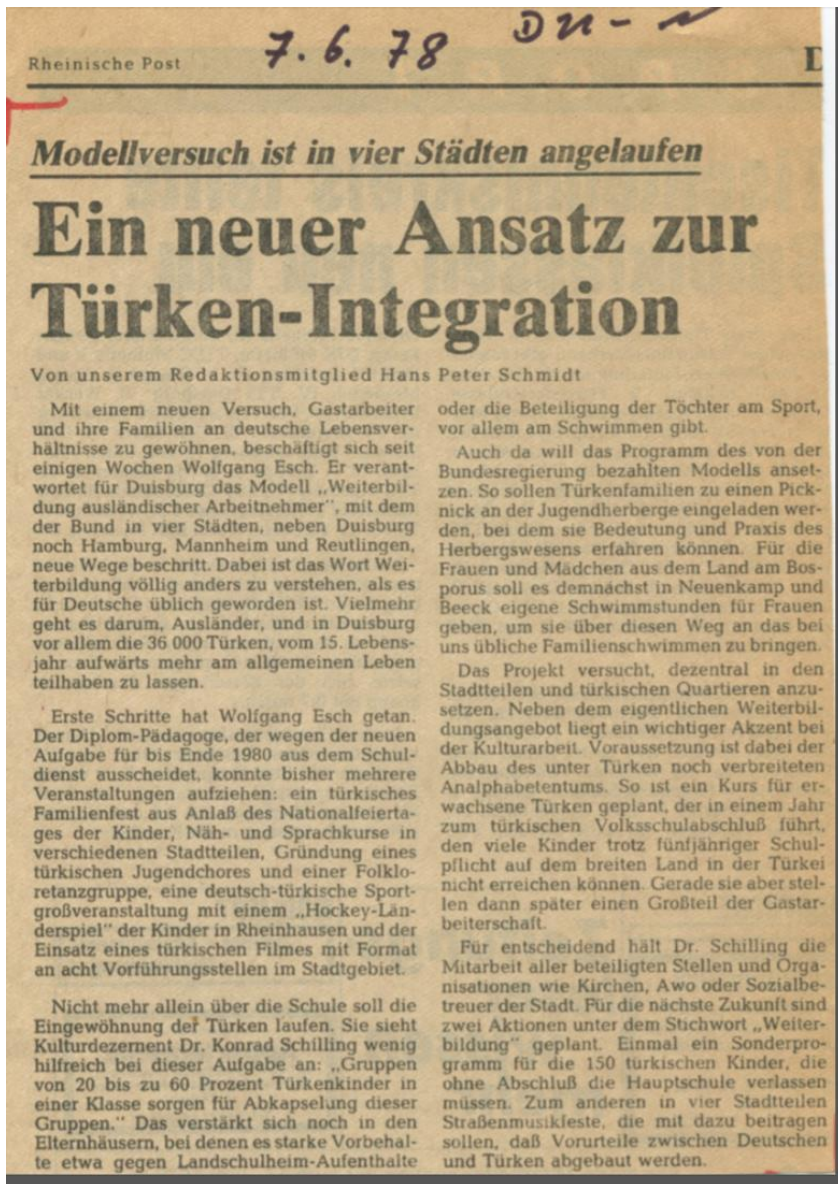 7.6.78
Rheinische Post
D
Modellversuch ist in vier Städten angelaufen
Ein neuer Ansatz zur
Türken-Integration
Von unserem Redaktionsmitglied Hans Peter Schmidt
Mit einem neuen Versuch, Gastarbeiter
und ihre Familien an deutsche Lebensver-
hältnisse zu gewöhnen, beschäftigt sich seit
einigen Wochen Wolfgang Esch. Er verant-
wortet für Duisburg das Modell „Weiterbil-
dung ausländischer Arbeitnehmer", mit dem
der Bund in vier Städten, neben Duisburg
noch Hamburg, Mannheim und Reutlingen,
neue Wege beschritt. Dabei ist das Wort Wei-
terbildung völlig anders zu verstehen, als es
für Deutsche üblich geworden ist. Vielmehr
geht es darum, Ausländer, und in Duisburg
vor allem die 36 000 Türken, vom 15. Lebens-
jahr aufwärts mehr am allgemeinen Leben
teilhaben zu lassen.
Erste Schritte hat Wolfgang Esch getan.
Der Diplom-Pädagoge, der wegen der neuen
Aufgabe für bis Ende 1980 aus dem Schul-
dienst ausscheidet, konnte bisher mehrere
Veranstaltungen aufziehen: ein türkisches
Familienfest aus Anlaß des Nationalfeierta-
ges der Kinder, Näh- und Sprachkurse in
verschiedenen Stadtteilen, Gründung eines
türkischen Jugendchores und einer Folklo-
retanzgruppe, eine deutsch-türkische Sport-
großveranstaltung mit einem „Hockey-Län-
derspiel" der Kinder in Rheinhausen und der
Einsatz eines türkischen Filmes mit Format
an acht Vorführungsstellen im Stadtgebiet.
Nicht mehr allein über die Schule soll die
Eingewöhnung der Türken laufen. Sie sieht
Kulturdezernent Dr. Konrad Schilling wenig
hilfreich bei dieser Aufgabe an: „Gruppen
von 20 bis zu 60 Prozent Türkenkinder in
einer Klasse sorgen für Abkapselung dieser
Gruppen." Das verstärkt sich noch in den
Elternhäusern, bei denen es starke Vorbehal-
te etwa gegen Landschulheim-Aufenthalte
oder die Beteiligung der Töchter am Sport,
vor allem am Schwimmen gibt.
Auch da will das Programm des von der
Bundesregierung bezahlten Modells anset-
zen. So sollen Türkenfamilien zu einen Pick-
nick an der Jugendherberge eingeladen wer-
den, bei dem sie Bedeutung und Praxis des
Herbergswesens erfahren können. Für die
Frauen und Mädchen aus dem Land am Bos-
porus soll es demnächst in Neuenkamp und
Beeck eigene Schwimmstunden für Frauen
geben, um sie über diesen Weg an das bei
uns übliche Familienschwimmen zu bringen.
Das Projekt versucht, dezentral in den
Stadtteilen und türkischen Quartieren anzu-
setzen. Neben dem eigentlichen Weiterbil-
dungsangebot liegt ein wichtiger Akzent bei
der Kulturarbeit. Voraussetzung ist dabei der
Abbau des unter Türken noch verbreiteten
Analphabetentums. So ist ein Kurs für er-
wachsene Türken geplant, der in einem Jahr
zum türkischen Volksschulabschluß führt,
den viele Kinder trotz fünfjähriger Schul-
pflicht auf dem breiten Land in der Türkei
nicht erreichen können. Gerade sie aber stel-
len dann später einen Großteil der Gastar-
beiterschaft.
Für entscheidend hält Dr. Schilling die
Mitarbeit aller beteiligten Stellen und Orga-
nisationen wie Kirchen, Awo oder Sozialbe-
treuer der Stadt. Für die nächste Zukunft sind
zwei Aktionen unter dem Stichwort „Weiter-
bildung" geplant. Einmal ein Sonderpro-
gramm für die 150 türkischen Kinder, die
ohne Abschluß die Hauptschule verlassen
müssen. Zum anderen in vier Stadtteilen
Straßenmusikfeste, die mit dazu beitragen
sollen, daß Vorurteile zwischen Deutschen
und Türken abgebaut werden.